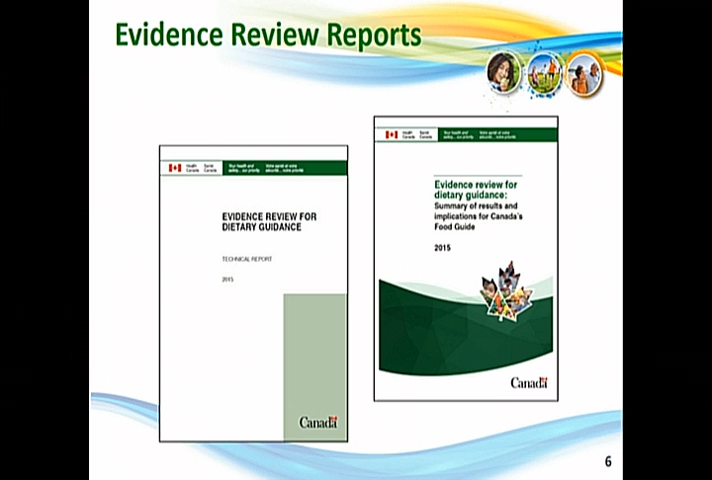 Evidence Review Reports
Health Canada
Santé Canada
Your health and safety... our priority.
Votre santé et votre sécurité... notre priorité.
EVIDENCE REVIEW FOR
DIETARY GUIDANCE
TECHNICAL REPORT
2015
Canada
Health Canada
Santé Canada
Your health and safety... our priority.
Votre santé et votre sécurité... notre priorité.
Evidence review for
dietary guidance:
Summary of results and
implications for Canada's
Food Guide
2015
Canada
6